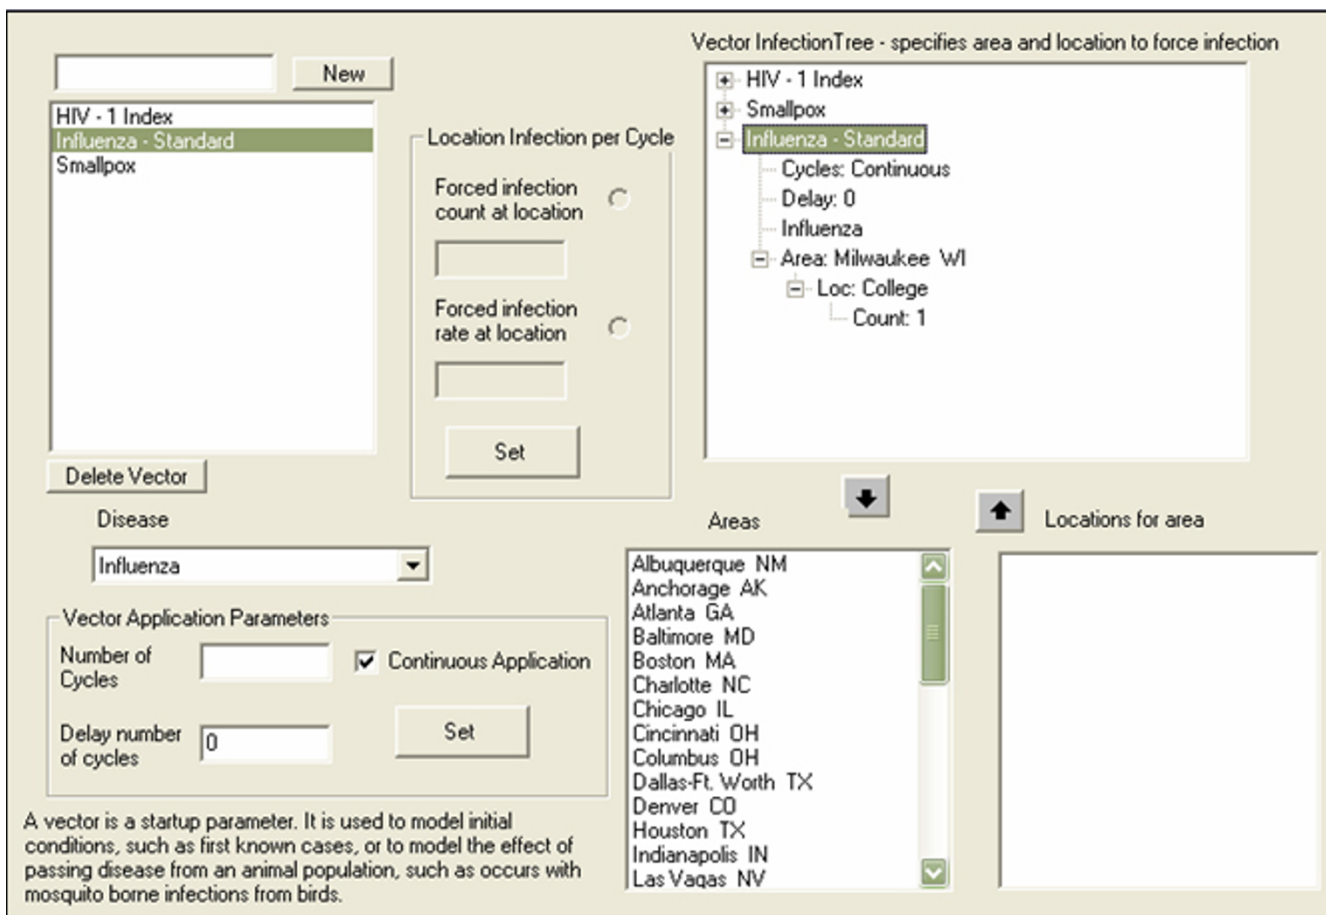 New
HIV - 1 Index
Influenza - Standard
Smallpox
Delete Vector
Location Infection per Cycle
Forced infection
count at location
Forced infection
rate at location
Set
Vector InfectionTree - specifies area and location to force infection
HIV - 1 Index
Smallpox
Influenza - Standard
Cycles: Continuous
Delay: 0
Influenza
Area: Milwaukee WI
Loc: College
Count: 1
Disease
Influenza
Vector Application Parameters
Number of
Cycles
Continuous Application
Delay number
of cycles
0
Set
A vector is a startup parameter. It is used to model initial
conditions, such as first known cases, or to model the effect of
passing disease from an animal population, such as occurs with
mosquito borne infections from birds.
Areas
Albuquerque NM
Anchorage AK
Atlanta GA
Baltimore MD
Boston MA
Charlotte NC
Chicago IL
Cincinnati OH
Columbus OH
Dallas-Ft. Worth TX
Denver CO
Houston TX
Indianapolis IN
Las Vagas NV
Locations for area